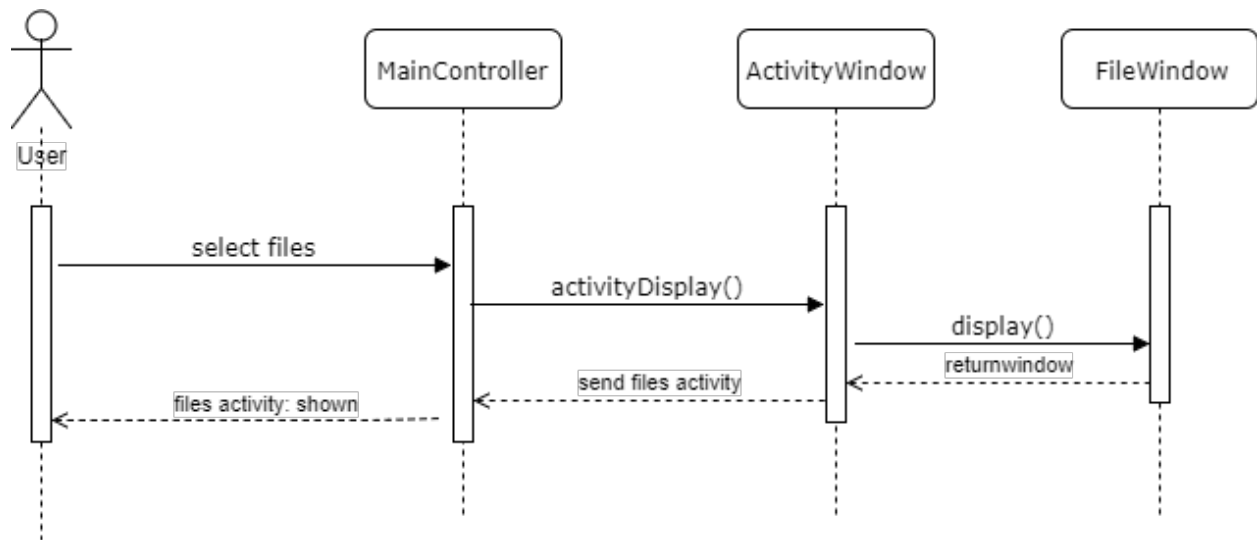 MainController
ActivityWindow
FileWindow
User
select files
activityDisplay()
display()
returnwindow
send files activity
files activity: shown